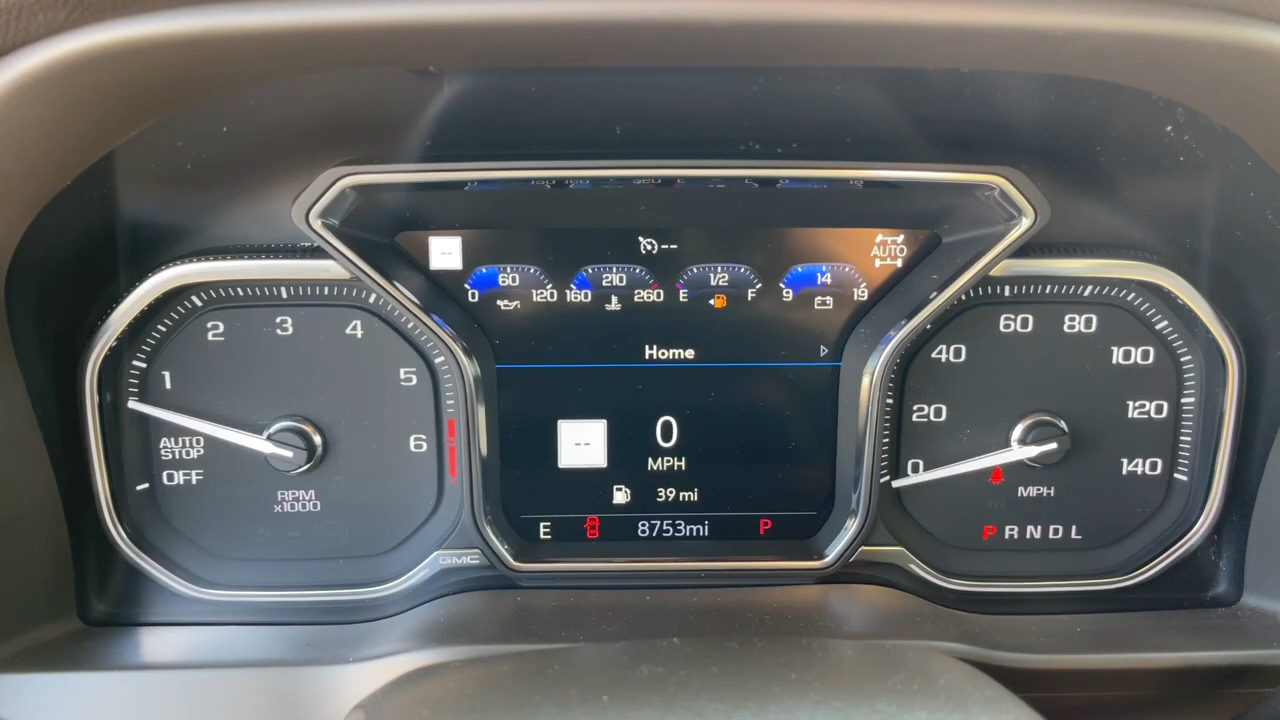 --
--
AUTO
60
0 120
210
160 260
1/2
E F
14
9 19
Home
--
0
MPH
39 mi
E 8753mi P
1 2 3 4 5 6
AUTO
STOP
OFF
RPM
x1000
GMC
0 20 40 60 80 100 120 140
MPH
P R N D L